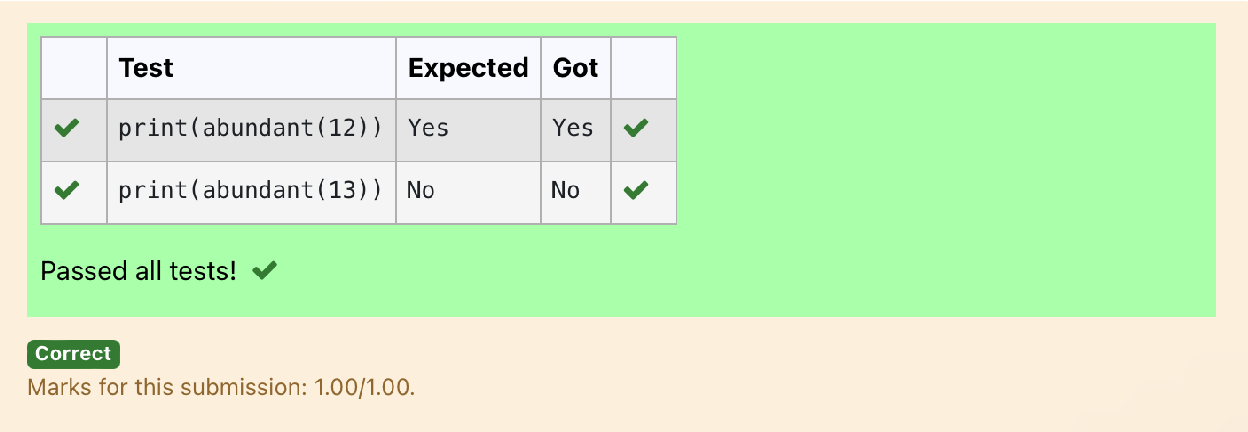 Test Expected Got
print(abundant(12)) Yes Yes
print(abundant(13)) No No
Passed all tests!
Correct
Marks for this submission: 1.00/1.00.